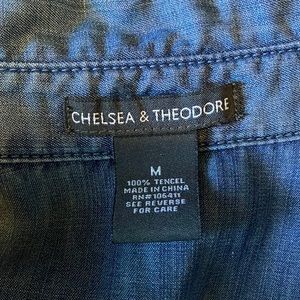 CHELSEA & THEODORE
M
100% TENCEL
MADE IN CHINA
RN# 106411
SEE REVERSE
FOR CARE